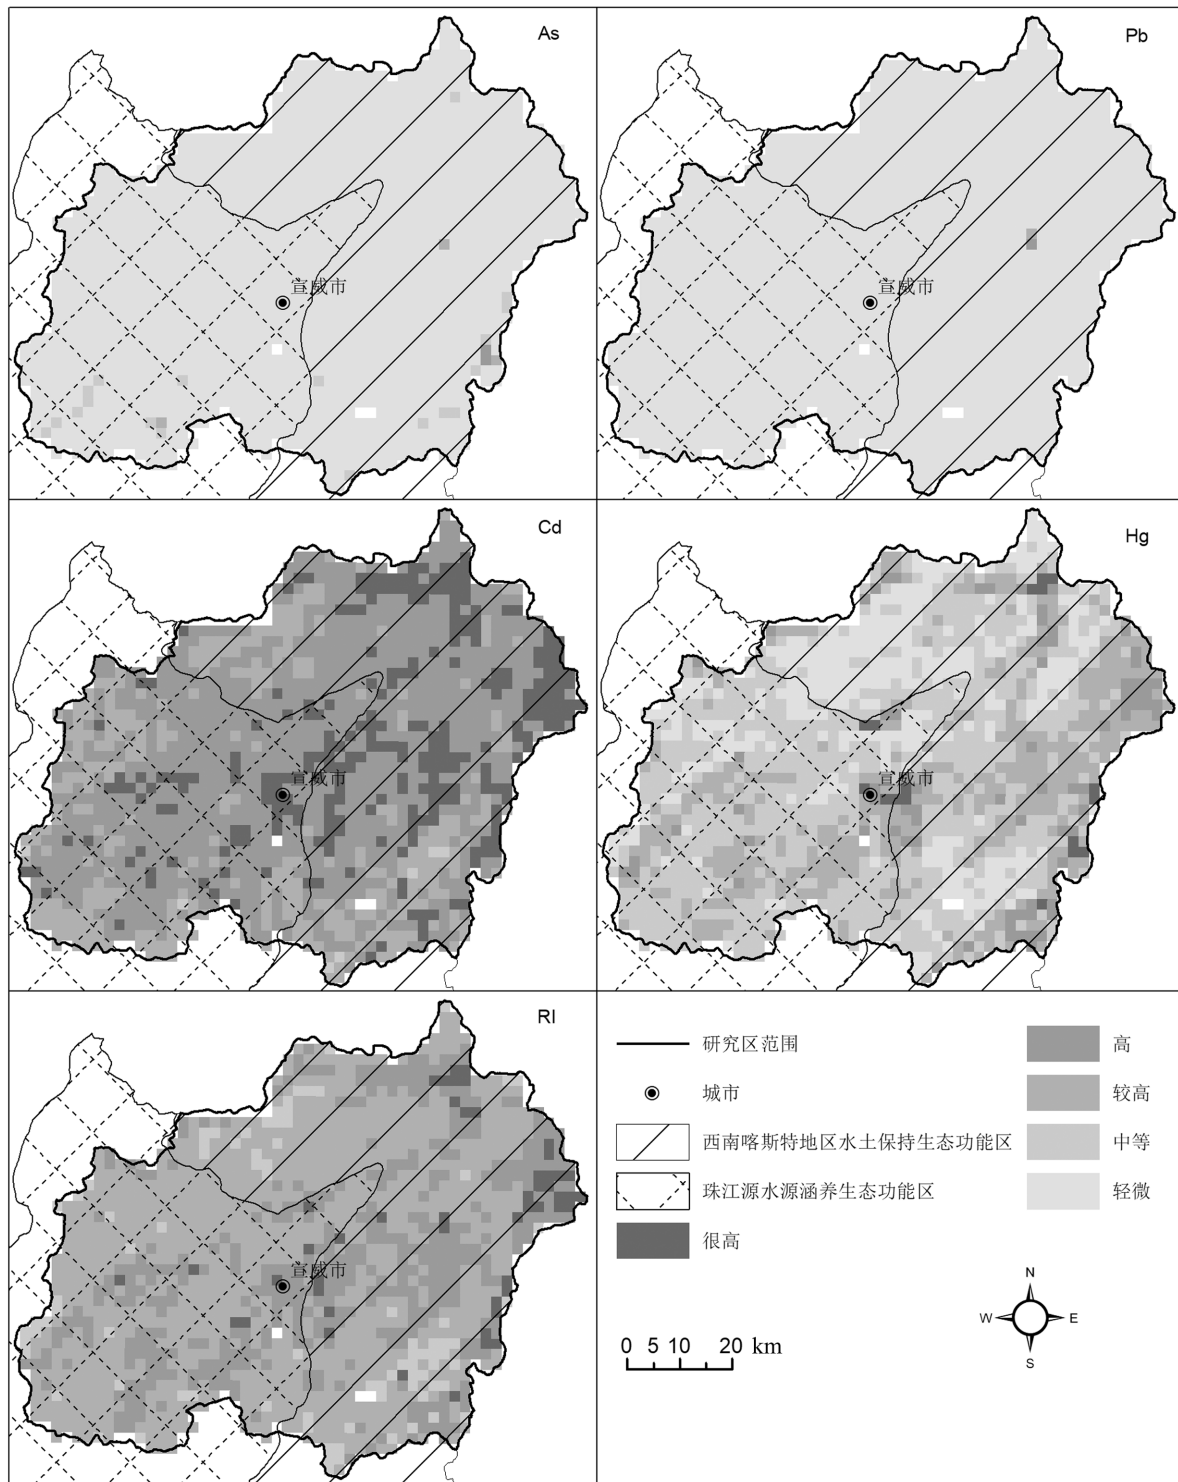 As
Pb
宣威市
宣威市
Cd
Hg
宣威市
宣威市
RI
宣威市
研究区范围
城市
西南喀斯特地区水土保持生态功能区
珠江源水源涵养生态功能区
很高
高
较高
中等
轻微
N
W E
S
0 5 10 20 km